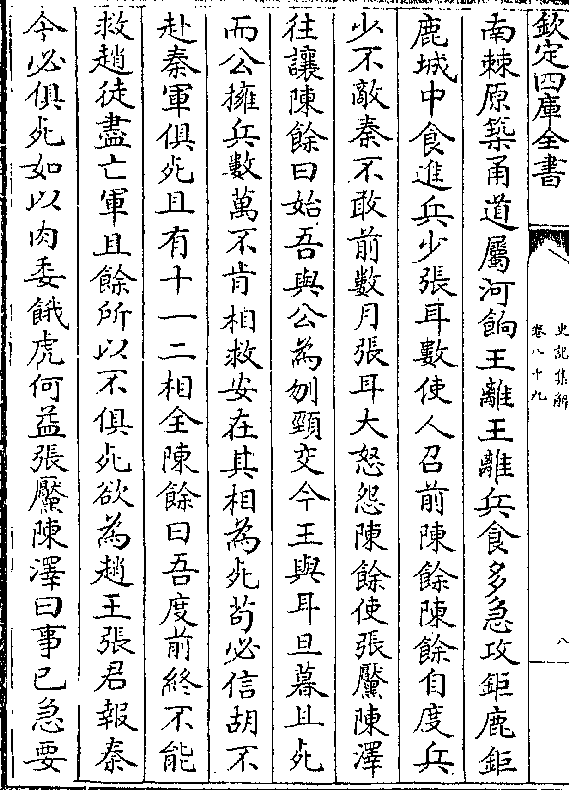 欽定四庫全書
史記集解
卷八十九
八
南棘原築甬道屬河餉王離王離兵食多急攻鉅鹿鉅
鹿城中食進兵少張耳數使人召前陳餘陳餘自度兵
少不敵秦不敢前數月張耳大怒怨陳餘使張黶陳澤
往讓陳餘曰始吾與公為刎頸交今王與耳旦暮且死
而公擁兵數萬不肯相救安在其相為死茍必信胡不
赴秦軍俱死且有十一二相全陳餘曰吾度前終不能
救趙徒盡亡軍且餘所以不俱死欲為趙王張君報秦
今必俱死如以肉委餓虎何益張黶陳澤曰事已急要